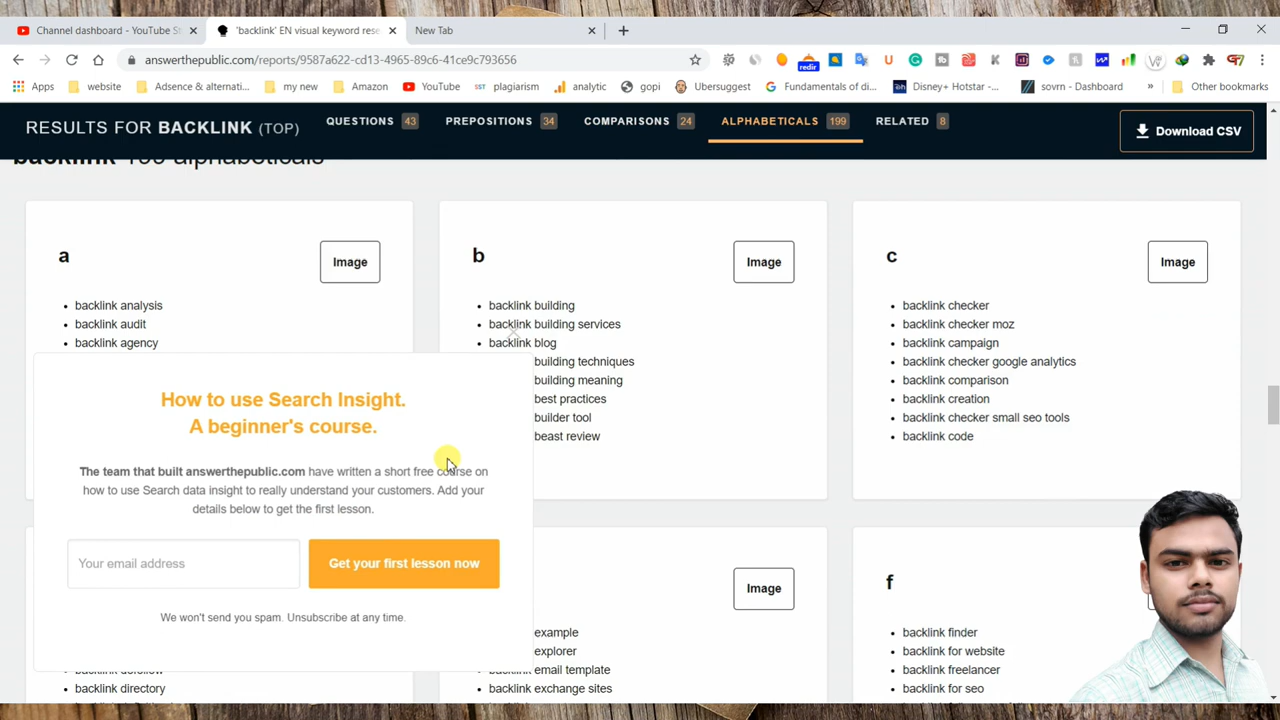 Channel dashboard - YouTube St
'backlink' EN visual keyword rese
New Tab
answerthepublic.com/reports/9587a622-cd13-4965-89c6-41ce9c793656
Apps
website
Adsence & alternati...
my new
Amazon
YouTube
SST
plagiarism
analytic
gopi
Ubersuggest
Fundamentals of di...
Disney+ Hotstar - ...
sovrn - Dashboard
»
Other bookmarks
RESULTS FOR BACKLINK (TOP)
QUESTIONS 43
PREPOSITIONS 34
COMPARISONS 24
ALPHABETICALS 199
RELATED 8
Download CSV
backlink 199 alphabeticals
a
Image
backlink analysis
backlink audit
backlink agency
b
Image
backlink building
backlink building services
backlink blog
building techniques
building meaning
best practices
builder tool
beast review
c
Image
backlink checker
backlink checker moz
backlink campaign
backlink checker google analytics
backlink comparison
backlink creation
backlink checker small seo tools
backlink code
How to use Search Insight.
A beginner's course.
The team that built answerthepublic.com have written a short free course on
how to use Search data insight to really understand your customers. Add your
details below to get the first lesson.
Your email address
Get your first lesson now
We won't send you spam. Unsubscribe at any time.
backlink dofollow
backlink directory
Image
example
explorer
email template
backlink exchange sites
f
backlink finder
backlink for website
backlink freelancer
backlink for seo